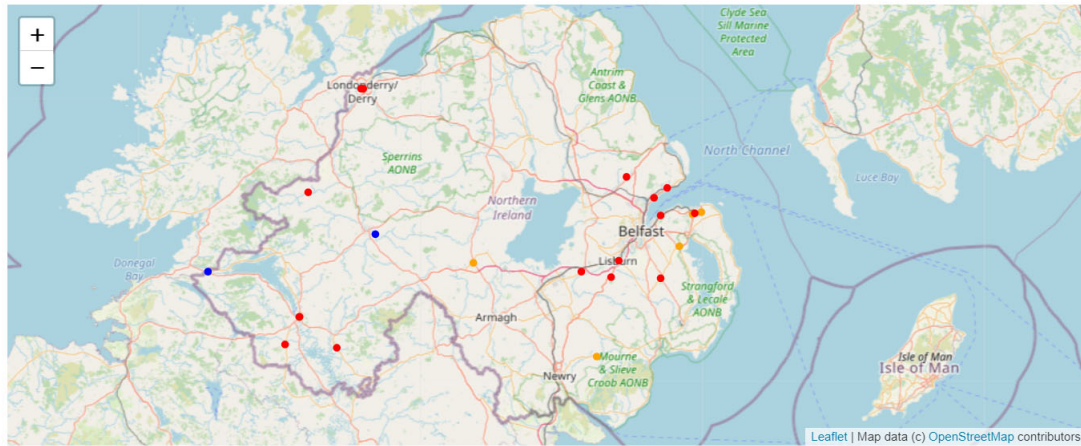 +
−
Clyde Sea
Sill Marine
Protected
Area
Londonderry/
Derry
Antrim
Coast &
Glens AONB
Sperrins
AONB
North Channel
Luce Bay
Northern
Ireland
Belfast
Donegal
Bay
Lisburn
Strangford
& Lecale
AONB
Armagh
Mourne
& Slieve
Croob AONB
Newry
Isle of Man
Isle of Man
Leaflet | Map data (c) OpenStreetMap contributors